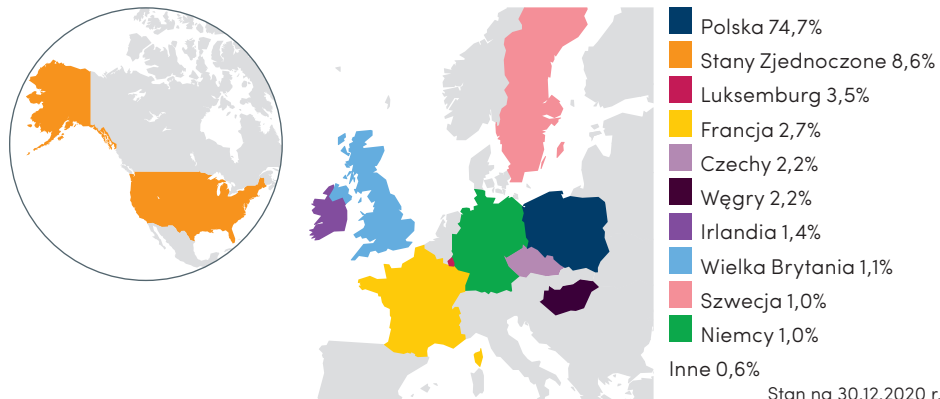 Polska 74,7%
Stany Zjednoczone 8,6%
Luksemburg 3,5%
Francja 2,7%
Czechy 2,2%
Węgry 2,2%
Irlandia 1,4%
Wielka Brytania 1,1%
Szwecja 1,0%
Niemcy 1,0%
Inne 0,6%
Stan na 30.12.2020 r.